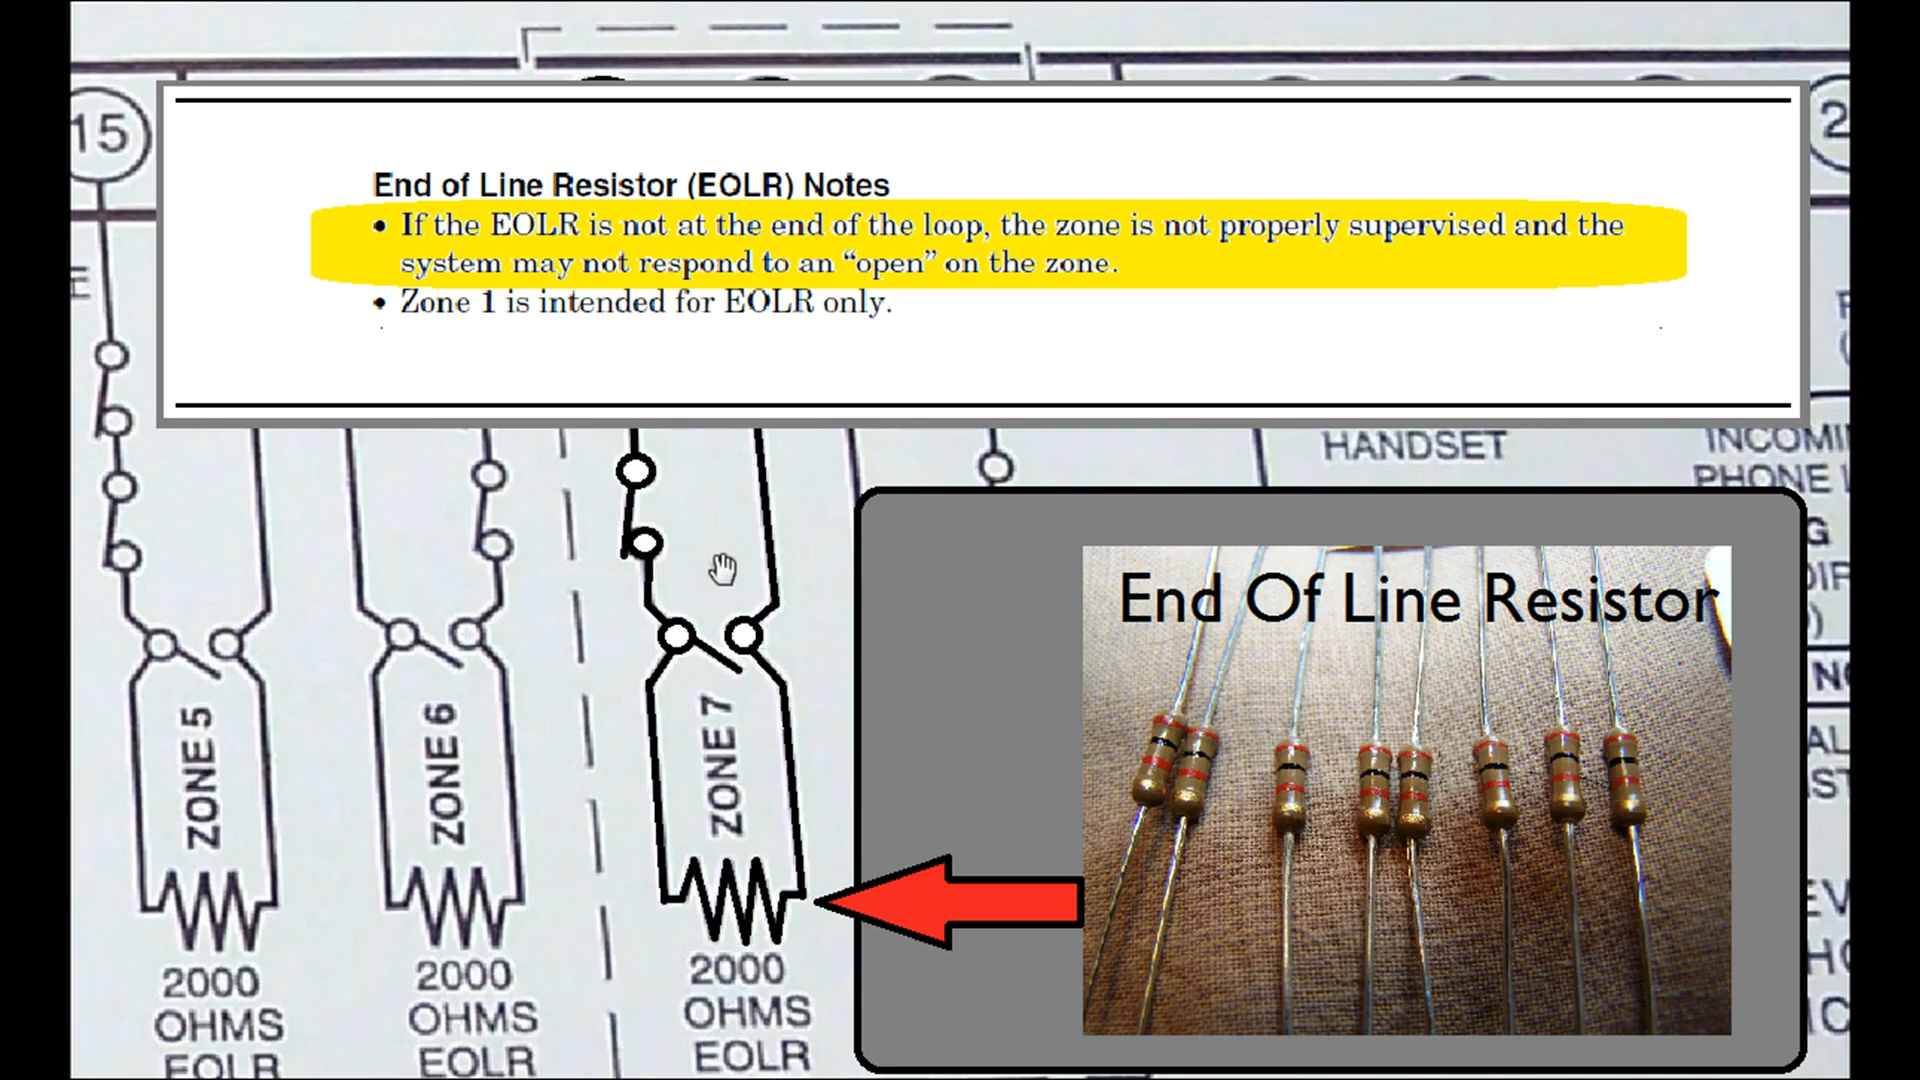 15
2
End of Line Resistor (EOLR) Notes
• If the EOLR is not at the end of the loop, the zone is not properly supervised and the
system may not respond to an “open” on the zone.
• Zone 1 is intended for EOLR only.
HANDSET
INCOMI
PHONE
End Of Line Resistor
ZONE 5
ZONE 6
ZONE 7
2000
OHMS
EOLR
2000
OHMS
EOLR
2000
OHMS
EOLR